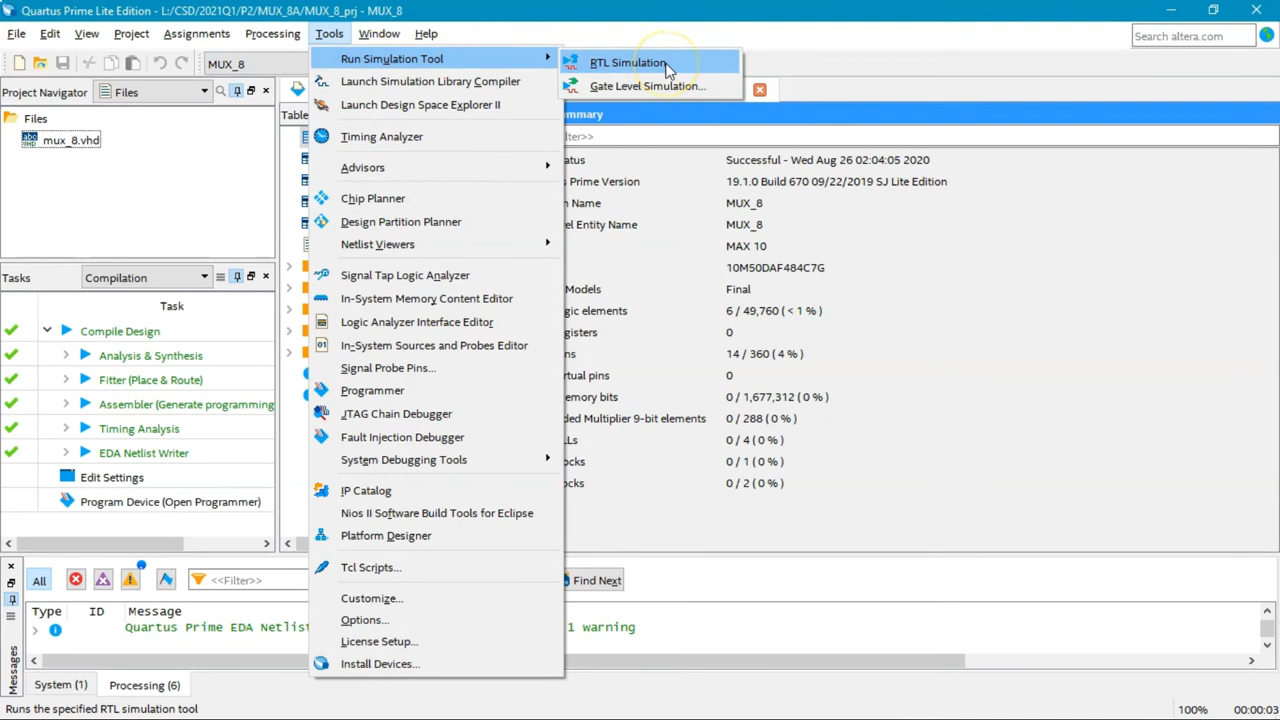 Quartus Prime Lite Edition - L:/CSD/2021Q1/P2/MUX_8A/MUX_8_prj - MUX_8
File Edit View Project Assignments Processing Tools Window Help
Search altera.com
MUX_8
Project Navigator Files
Files
mux_8.vhd
Tasks Compilation
Task
Compile Design
Analysis & Synthesis
Fitter (Place & Route)
Assembler (Generate programming
Timing Analysis
EDA Netlist Writer
Edit Settings
Program Device (Open Programmer)
Run Simulation Tool
Launch Simulation Library Compiler
Launch Design Space Explorer II
Timing Analyzer
Advisors
Chip Planner
Design Partition Planner
Netlist Viewers
Signal Tap Logic Analyzer
In-System Memory Content Editor
Logic Analyzer Interface Editor
In-System Sources and Probes Editor
Signal Probe Pins...
Programmer
JTAG Chain Debugger
Fault Injection Debugger
System Debugging Tools
IP Catalog
Nios II Software Build Tools for Eclipse
Platform Designer
Tcl Scripts...
Customize...
Options...
License Setup...
Install Devices...
RTL Simulation
Gate Level Simulation...
Table
ummary
lter>>
atus Successful - Wed Aug 26 02:04:05 2020
s Prime Version 19.1.0 Build 670 09/22/2019 SJ Lite Edition
n Name MUX_8
vel Entity Name MUX_8
MAX 10
10M50DAF484C7G
Models Final
gic elements 6 / 49,760 ( < 1 % )
gisters 0
ns 14 / 360 ( 4 % )
rtual pins 0
emory bits 0 / 1,677,312 ( 0 % )
ded Multiplier 9-bit elements 0 / 288 ( 0 % )
LLs 0 / 4 ( 0 % )
ocks 0 / 1 ( 0 % )
ocks 0 / 2 ( 0 % )
All <<Filter>> Find Next
Type ID Message
Quartus Prime EDA Netlis 1 warning
Messages
System (1) Processing (6)
Runs the specified RTL simulation tool 100% 00:00:03